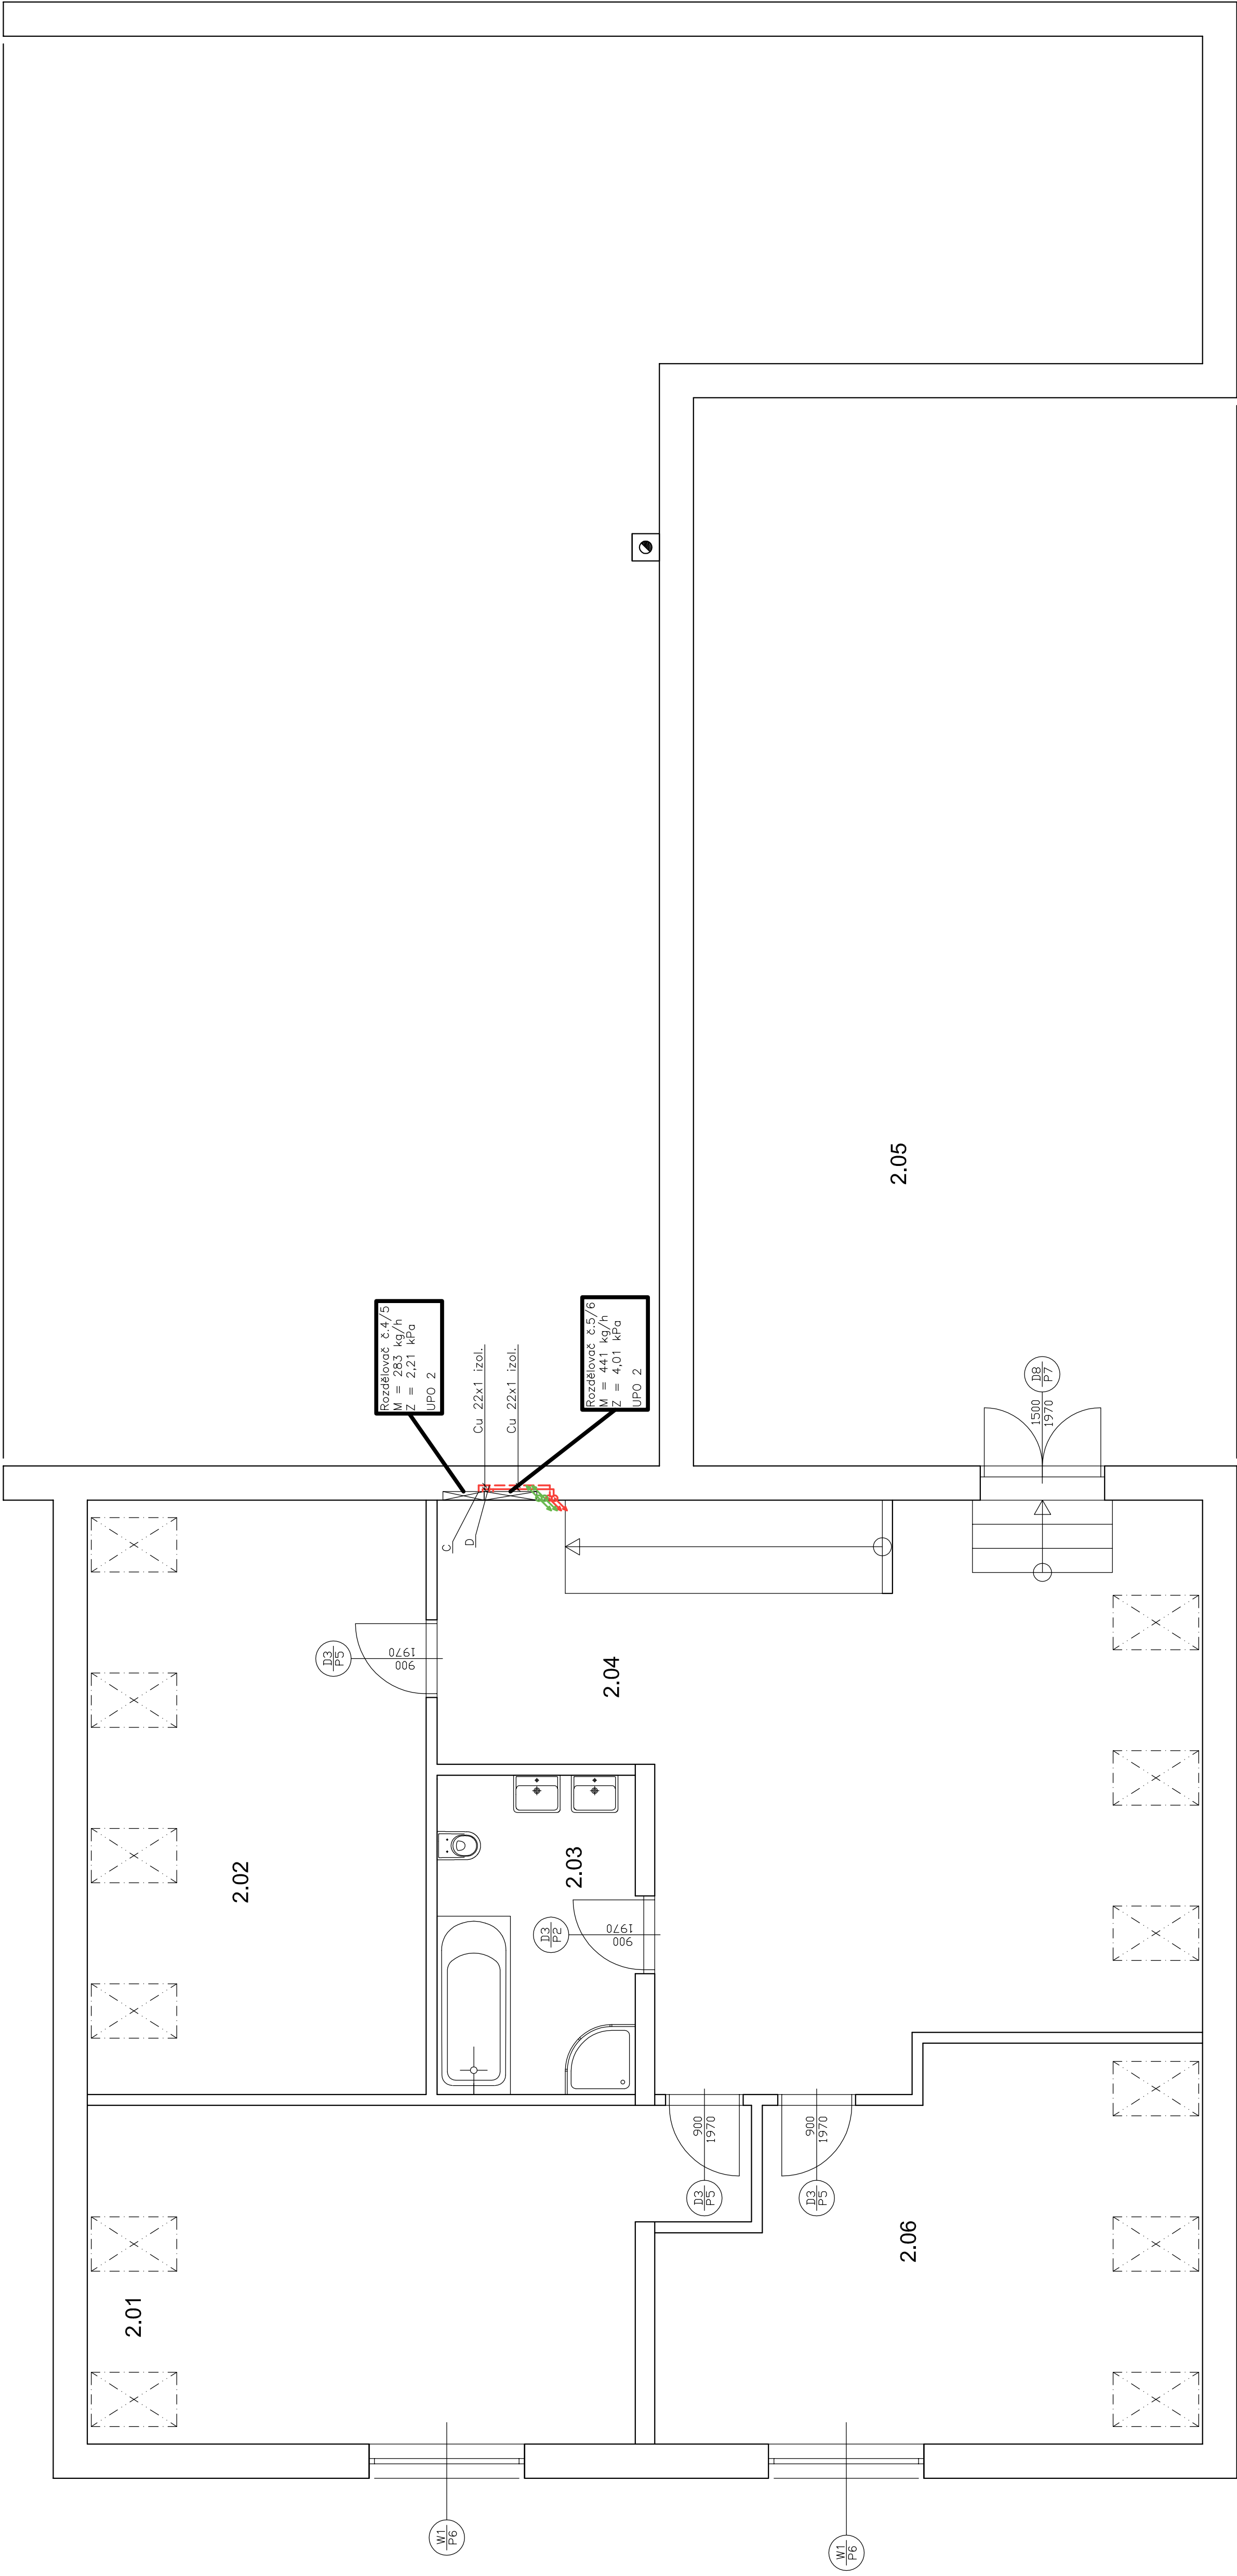 Rozdělovač č.4/5
M = 283 kg/h
Z = 2,21 kPa
UPO 2
Cu 22x1 izol.
Cu 22x1 izol.
Rozdělovač č.5/6
M = 441 kg/h
Z = 4,01 kPa
UPO 2
C
D
2.05
D8
P7
1500
1970
D3
P5
900
1970
2.04
2.02
2.03
D3
P2
900
1970
900
1970
D3
P5
900
1970
D3
P5
2.01
2.06
W1
P6
W1
P6